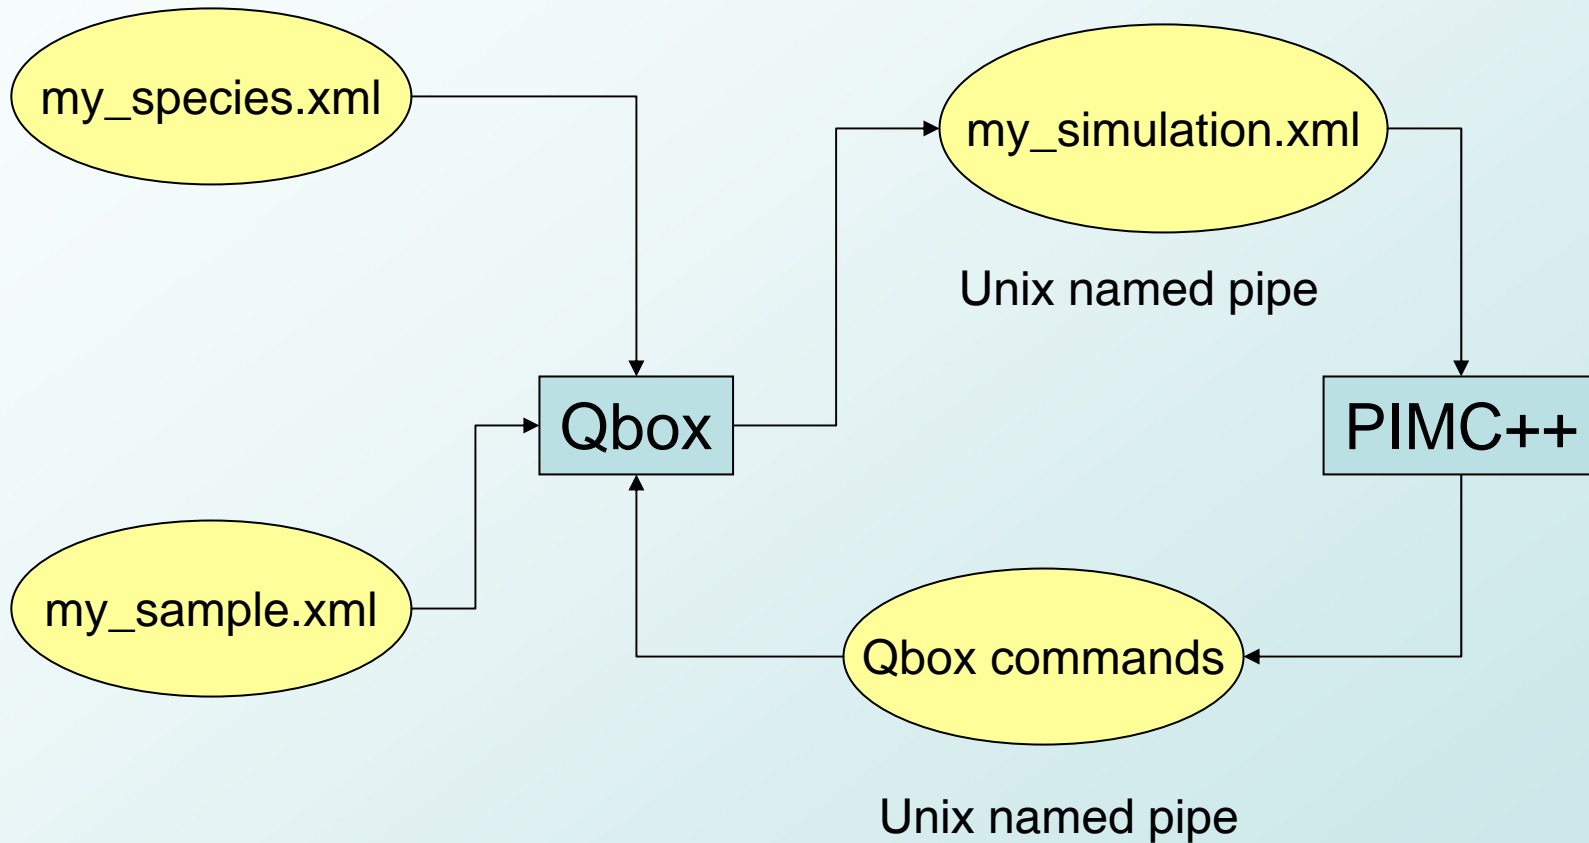 my_species.xml
my_simulation.xml
Unix named pipe
Qbox
PIMC++
my_sample.xml
Qbox commands
Unix named pipe